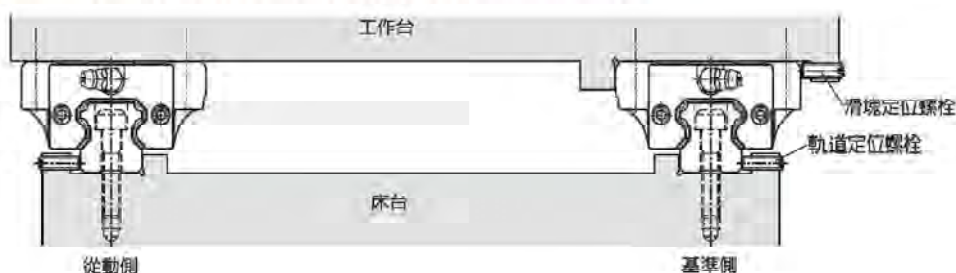 工作台
滑塊定位螺栓
軌道定位螺栓
床台
從動側
基準側